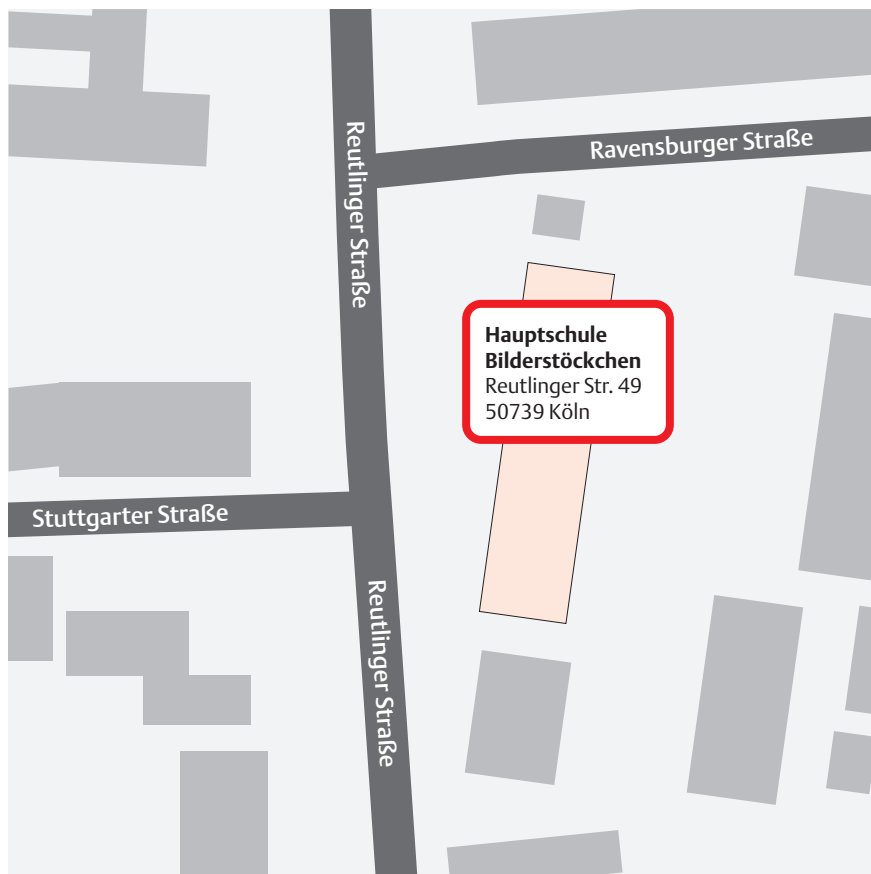 Reutlinger Straße
Ravensburger Straße
Hauptschule
Bilderstöckchen
Reutlinger Str. 49
50739 Köln
Stuttgarter Straße
Reutlinger Straße